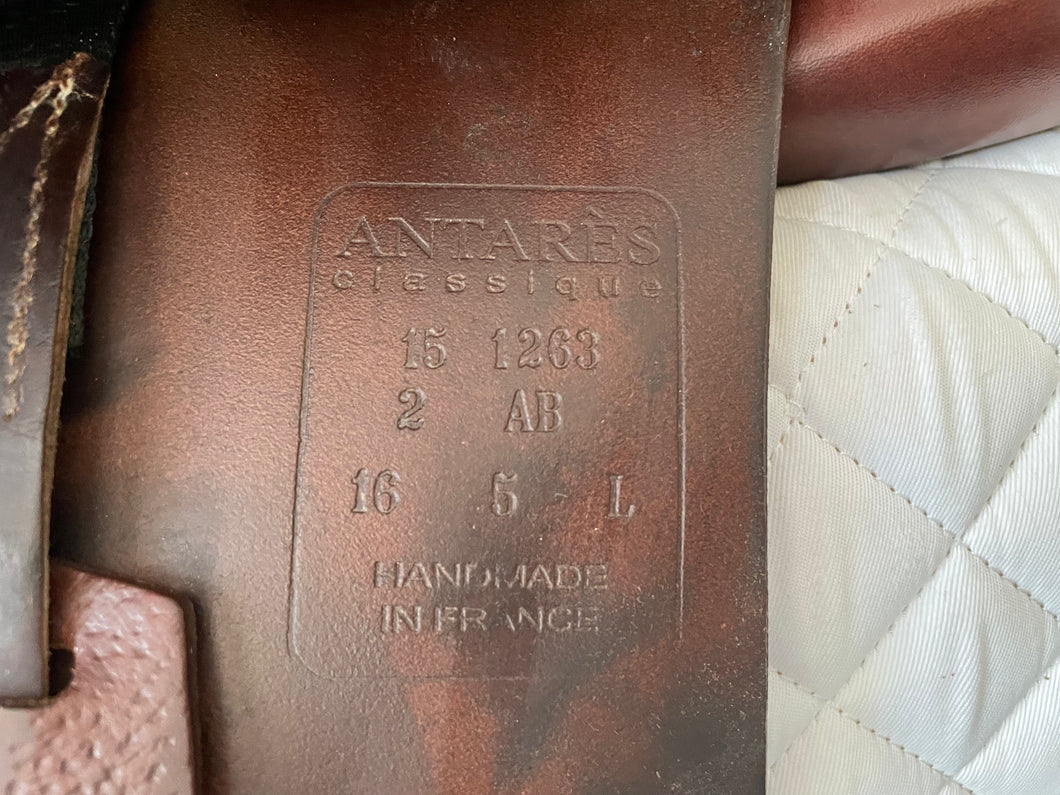 ANTARÈS
classique
15 1263
2 AB
16 5 L
HANDMADE
IN FRANCE